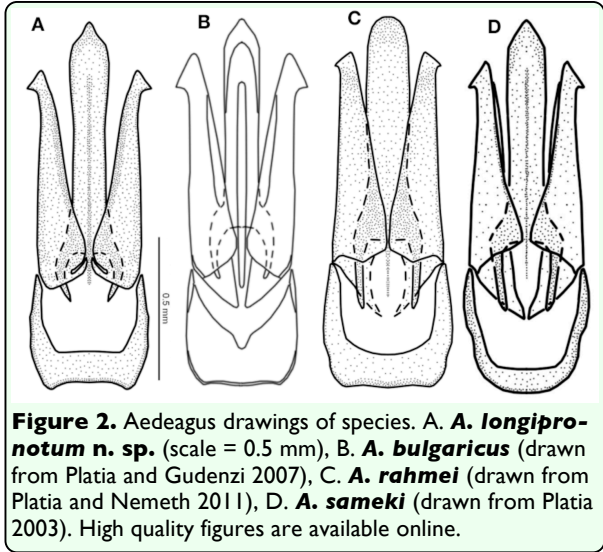 A
B
C
D
0.5 mm
Figure 2. Aedeagus drawings of species. A. A. longipro-
notum n. sp. (scale = 0.5 mm), B. A. bulgaricus (drawn
from Platia and Gudenzi 2007), C. A. rahmei (drawn from
Platia and Nemeth 2011), D. A. sameki (drawn from Platia
2003). High quality figures are available online.